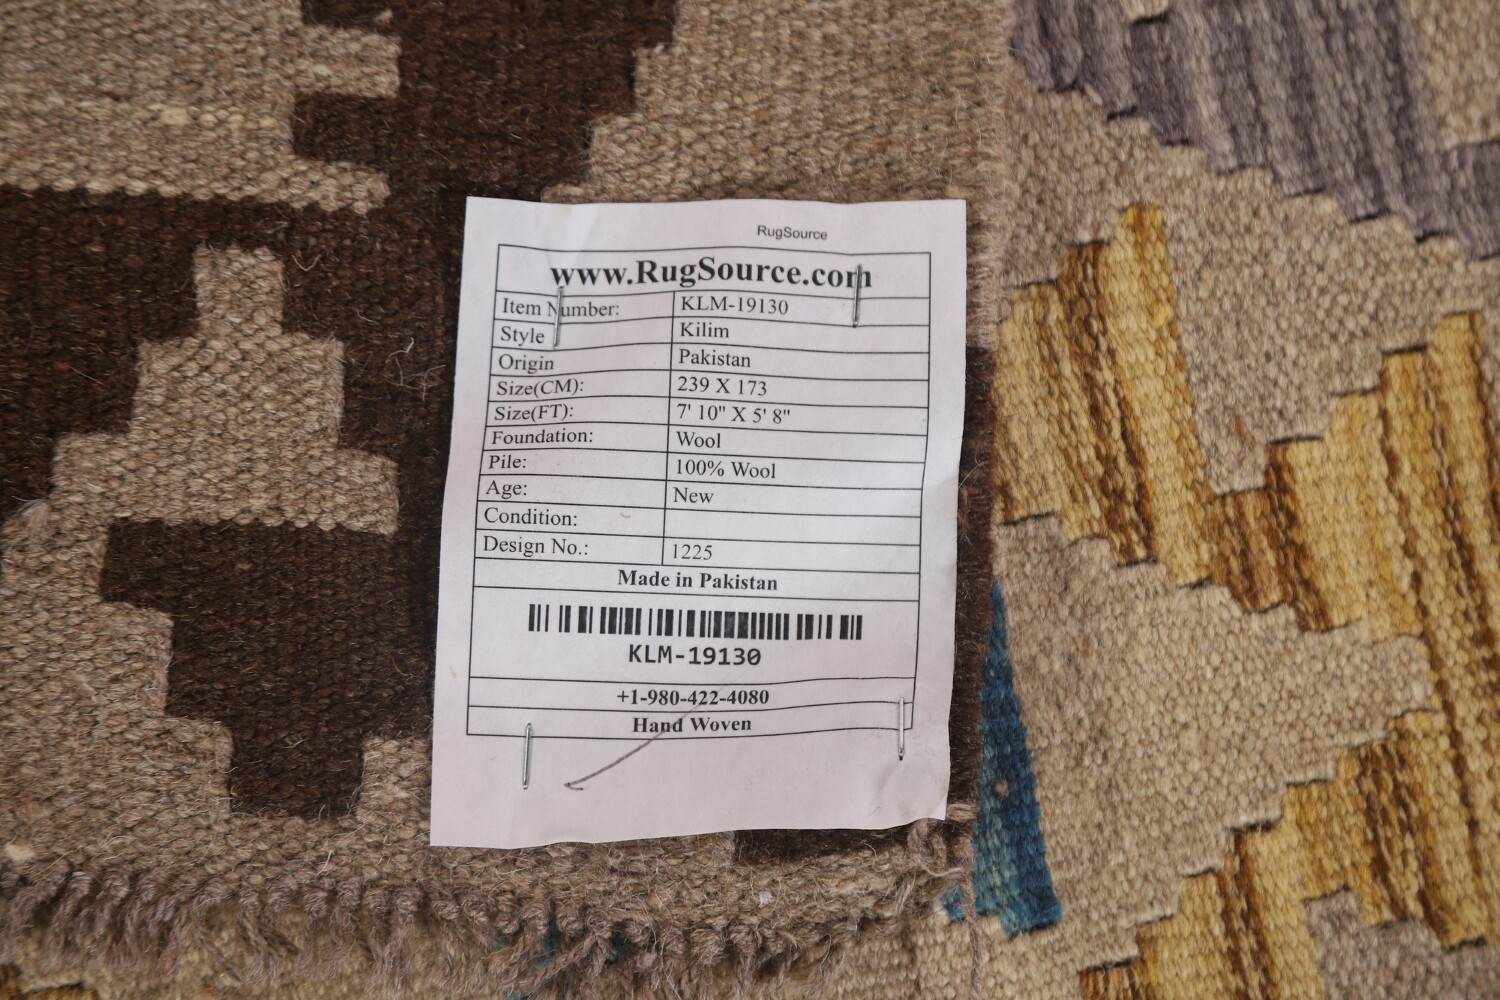 RugSource
www.RugSource.com
Item Number: KLM-19130
Style Kilim
Origin Pakistan
Size(CM): 239 X 173
Size(FT): 7' 10" X 5' 8"
Foundation: Wool
Pile: 100% Wool
Age: New
Condition:
Design No.: 1225
Made in Pakistan
KLM-19130
+1-980-422-4080
Hand Woven